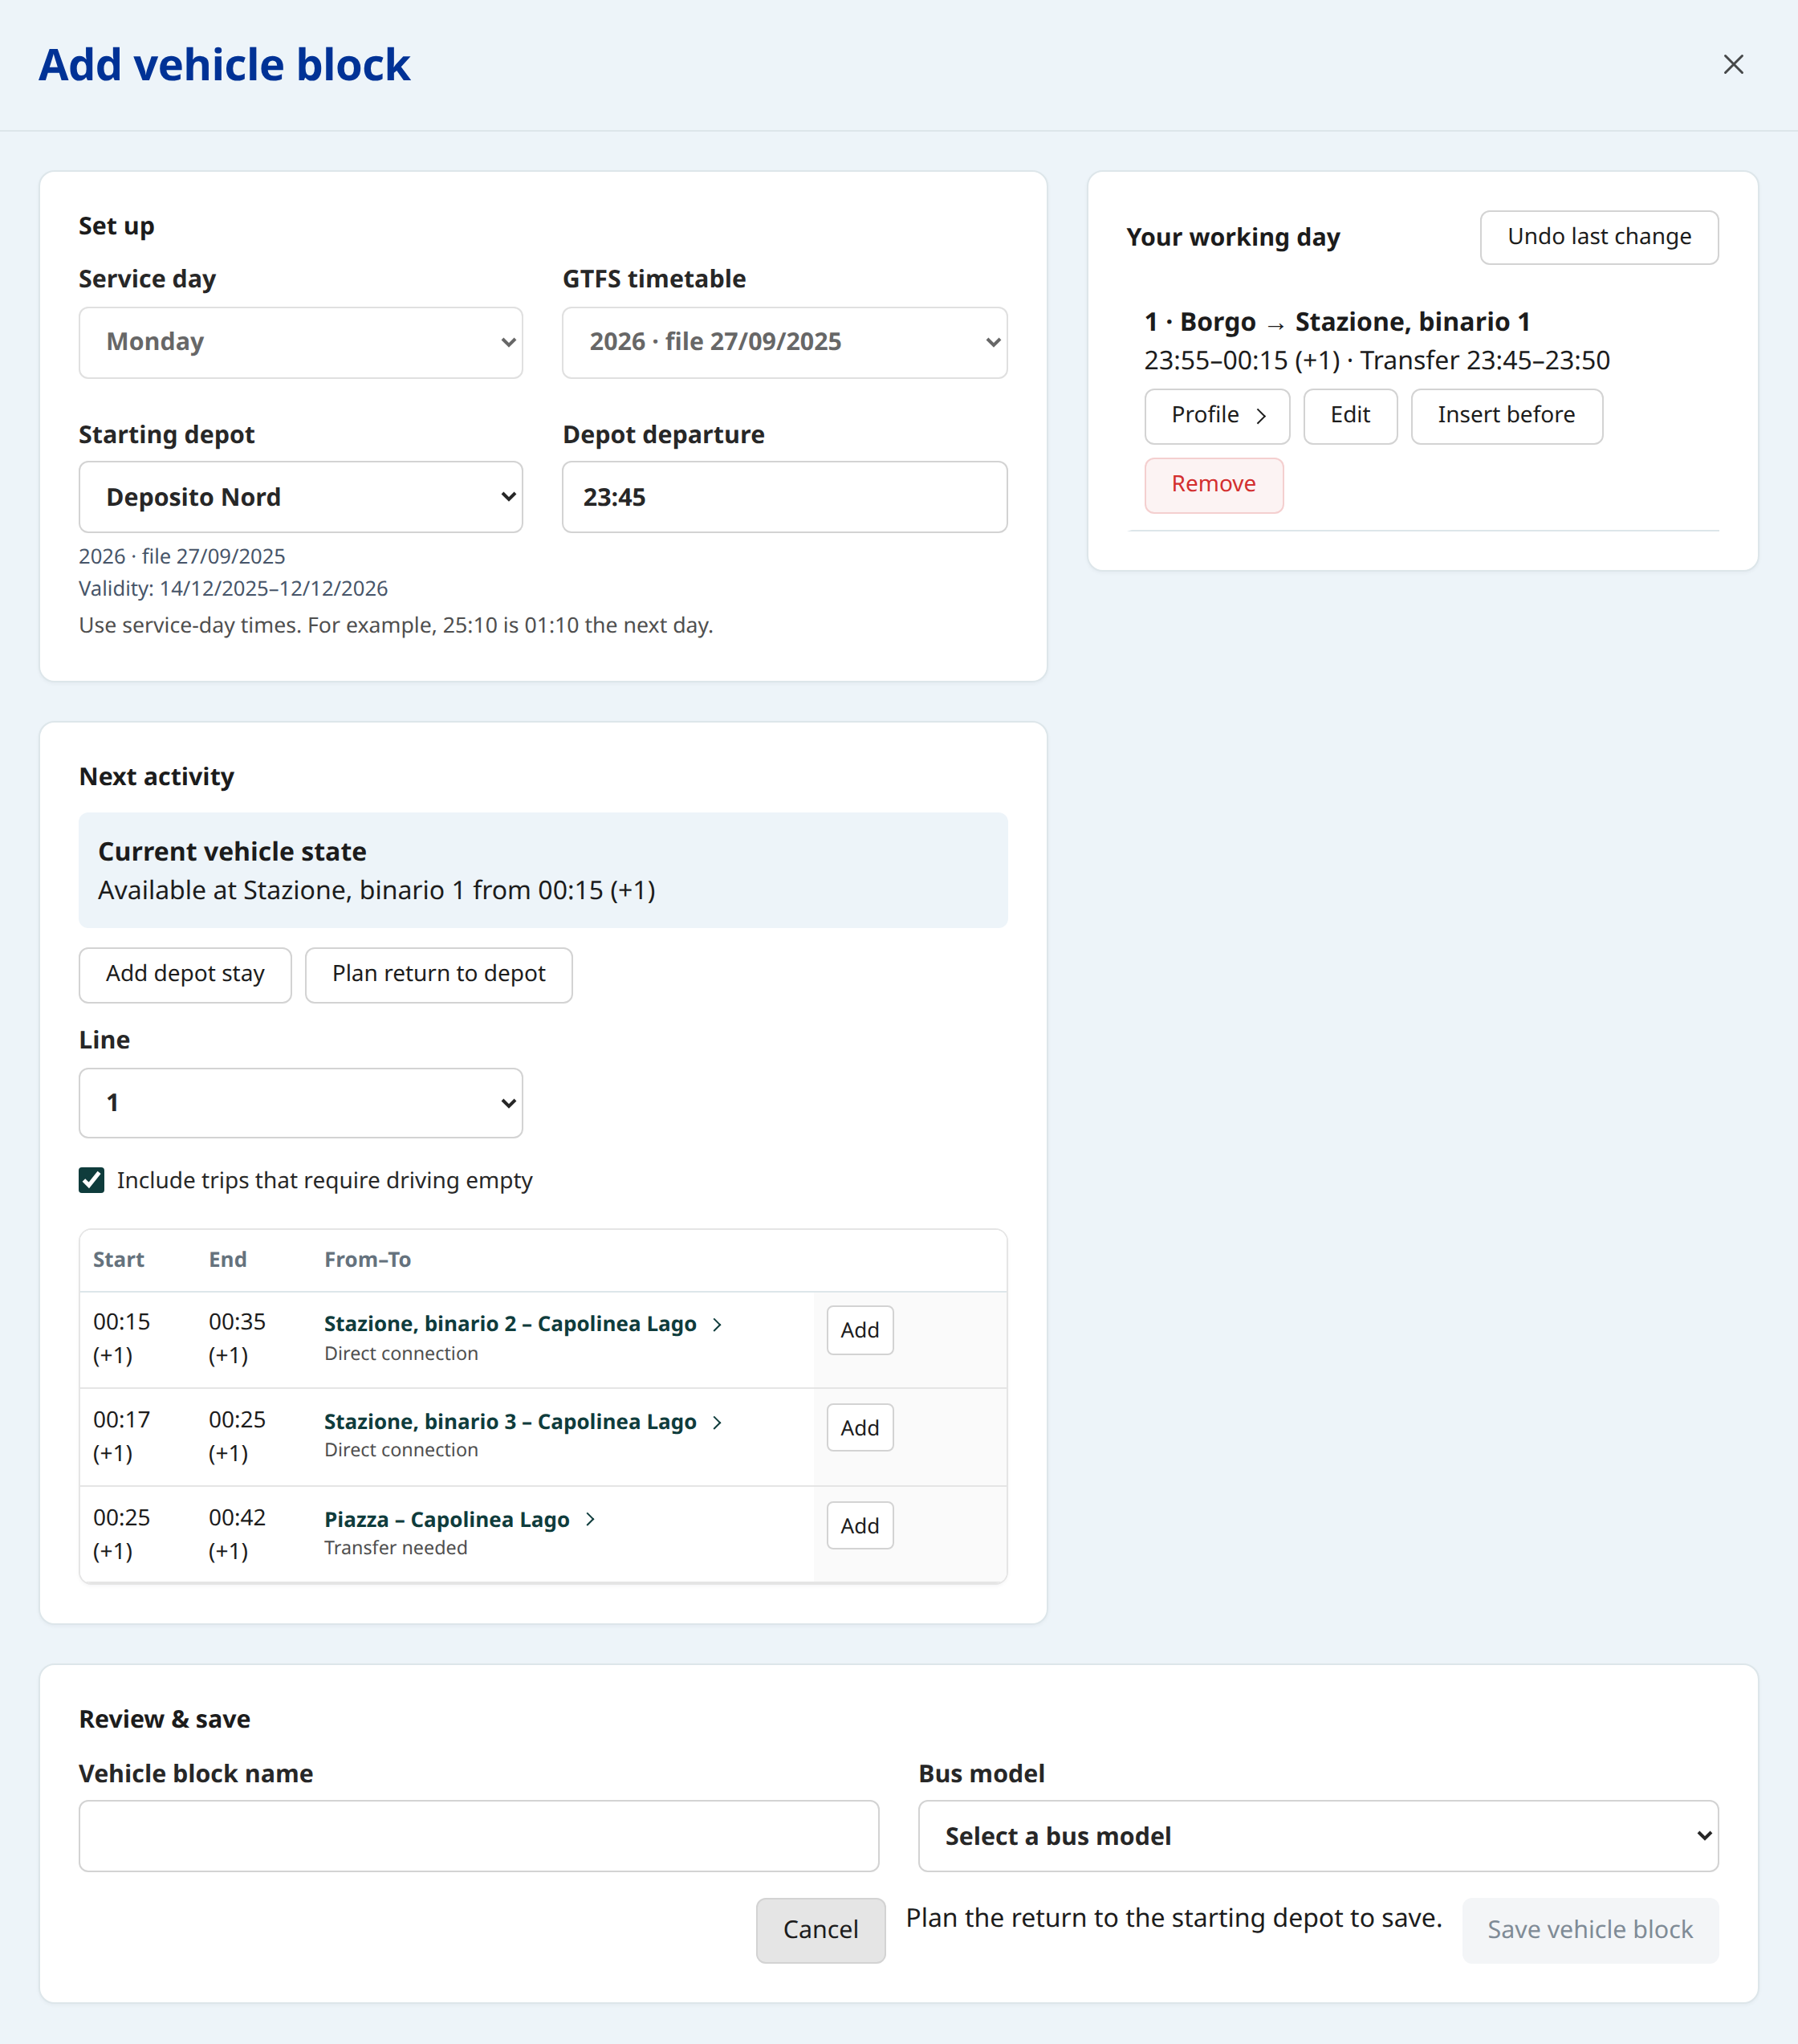 Add vehicle block
Set up
Service day
GTFS timetable
Monday
2026 · file 27/09/2025
Starting depot
Depot departure
Deposito Nord
23:45
2026 · file 27/09/2025
Validity: 14/12/2025–12/12/2026
Use service-day times. For example, 25:10 is 01:10 the next day.
Your working day
Undo last change
1 · Borgo → Stazione, binario 1
23:55–00:15 (+1) · Transfer 23:45–23:50
Profile
Edit
Insert before
Remove
Next activity
Current vehicle state
Available at Stazione, binario 1 from 00:15 (+1)
Add depot stay
Plan return to depot
Line
1
Include trips that require driving empty
Start End From–To
00:15 (+1) 00:35 (+1) Stazione, binario 2 – Capolinea Lago
Direct connection
Add
00:17 (+1) 00:25 (+1) Stazione, binario 3 – Capolinea Lago
Direct connection
Add
00:25 (+1) 00:42 (+1) Piazza – Capolinea Lago
Transfer needed
Add
Review & save
Vehicle block name
Bus model
Select a bus model
Cancel
Plan the return to the starting depot to save.
Save vehicle block